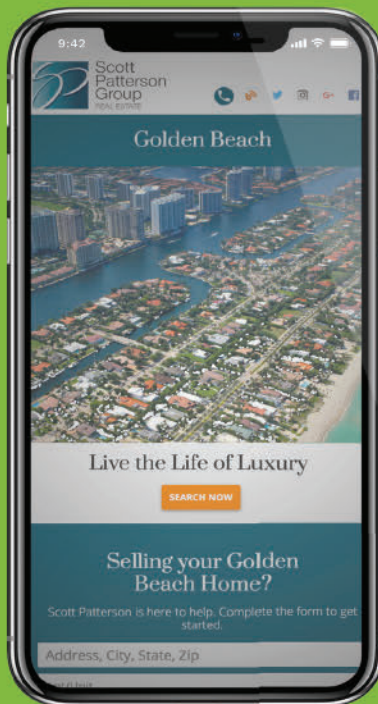 9:42
Scott
Patterson
Group
REAL ESTATE
Golden Beach
Live the Life of Luxury
SEARCH NOW
Selling your Golden
Beach Home?
Scott Patterson is here to help. Complete the form to get
started.
Address, City, State, Zip